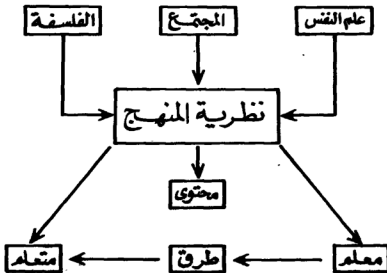 علم النفس
المجتمع
الفلسفة
نظرية المنهج
محتوى
معلم
طرق
متعلم